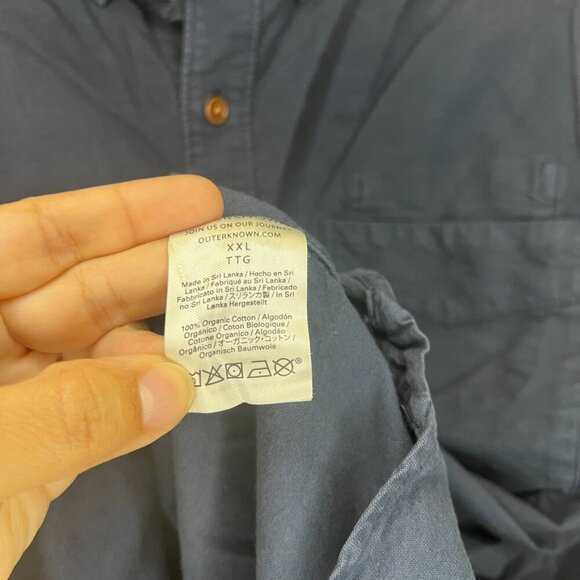 JOIN US ON OUR JOURNEY
OUTERKNOWN.COM
XXL
TTG
Made in Sri Lanka / Hecho en Sri
Lanka / Fabriqué au Sri Lanka /
Fabbricato in Sri Lanka / Fabricado
no Sri Lanka / スリランカ製 / In Sri
Lanka Hergestellt
100% Organic Cotton / Algodón
Orgánico / Coton Biologique /
Cotone Organico / Algodão
Orgânico / オーガニック・コットン /
Organisch Baumwole